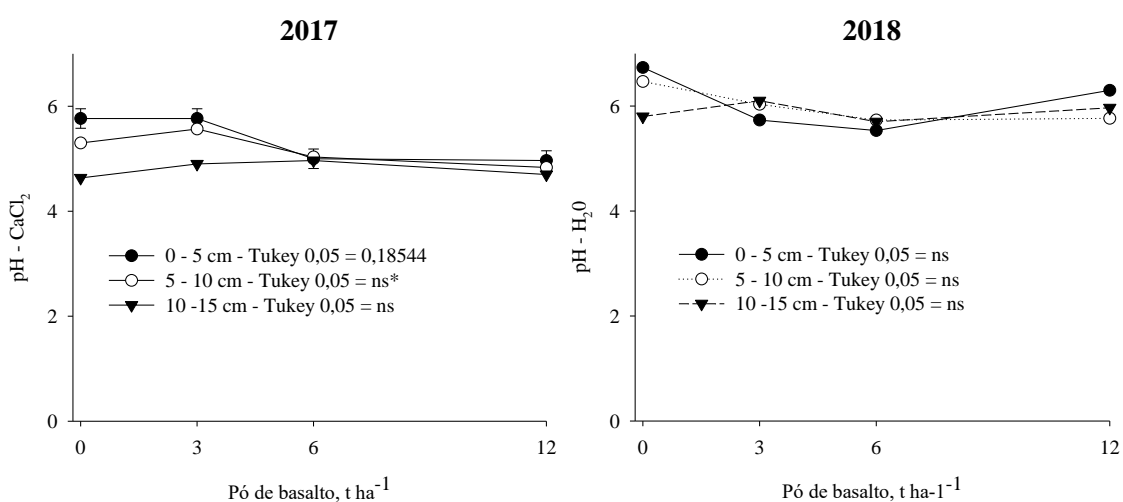 2017
6
4
2
0
pH - CaCl₂
0 - 5 cm - Tukey 0,05 = 0,18544
5 - 10 cm - Tukey 0,05 = ns*
10 -15 cm - Tukey 0,05 = ns
0 3 6 12
Pó de basalto, t ha⁻¹
2018
6
4
2
0
pH - H₂0
0 - 5 cm - Tukey 0,05 = ns
5 - 10 cm - Tukey 0,05 = ns
10 -15 cm - Tukey 0,05 = ns
0 3 6 12
Pó de basalto, t ha-1⁻¹